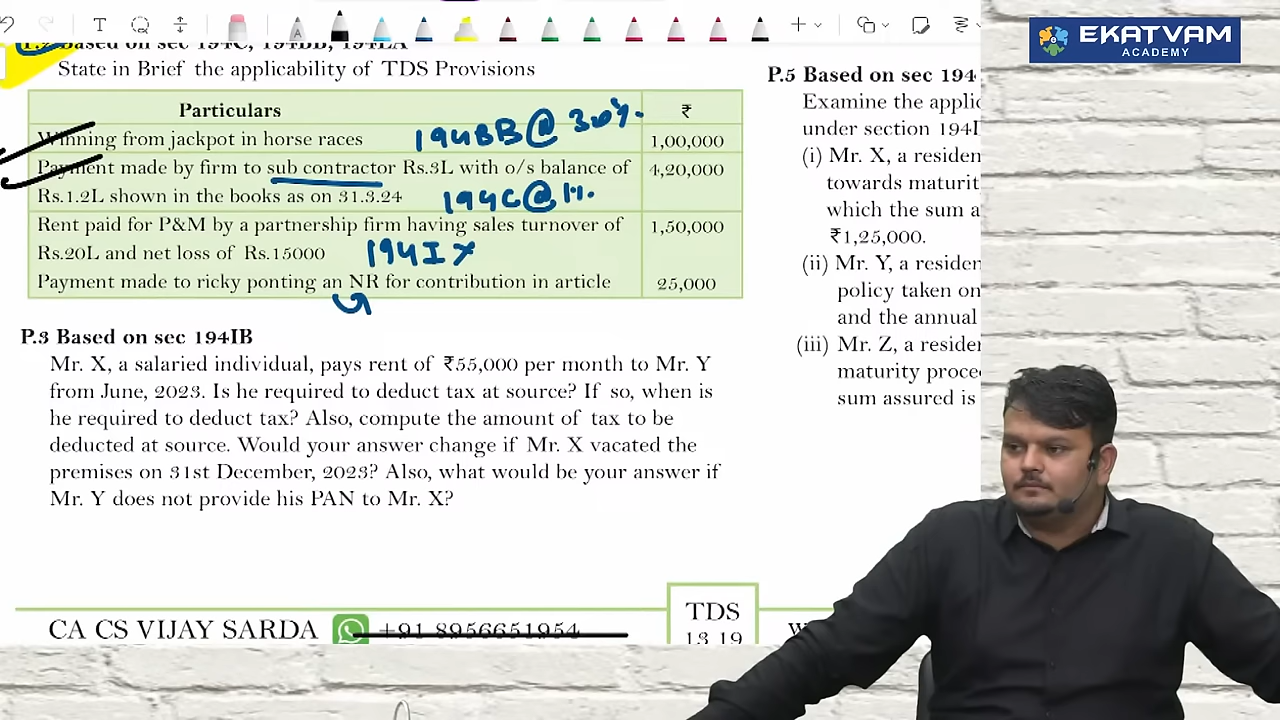 EKATVAM
ACADEMY
P.2 Based on sec 194C, 194BB, 194LA
State in Brief the applicability of TDS Provisions
Particulars ₹
Winning from jackpot in horse races 194BB @ 30%. 1,00,000
Payment made by firm to sub contractor Rs.3L with o/s balance of 4,20,000
Rs.1.2L shown in the books as on 31.3.24 194C @ 1%.
Rent paid for P&M by a partnership firm having sales turnover of 1,50,000
Rs.20L and net loss of Rs.15000 194I x
Payment made to ricky ponting an NR for contribution in article 25,000
P.3 Based on sec 194IB
Mr. X, a salaried individual, pays rent of ₹55,000 per month to Mr. Y
from June, 2023. Is he required to deduct tax at source? If so, when is
he required to deduct tax? Also, compute the amount of tax to be
deducted at source. Would your answer change if Mr. X vacated the
premises on 31st December, 2023? Also, what would be your answer if
Mr. Y does not provide his PAN to Mr. X?
P.5 Based on sec 194
Examine the applic
under section 194I
(i) Mr. X, a residen
towards maturit
which the sum a
₹1,25,000.
(ii) Mr. Y, a residen
policy taken on
and the annual
(iii) Mr. Z, a resider
maturity proce
sum assured is
CA CS VIJAY SARDA +91 8956651954
TDS
13.19
W